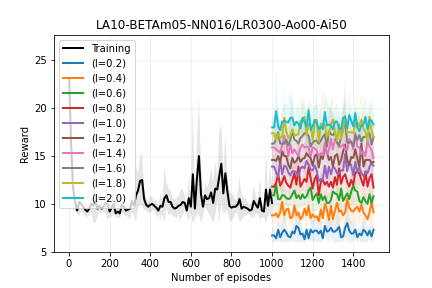 LA10-BETAm05-NN016/LR0300-Ao00-Ai50
Training
(l=0.2)
(l=0.4)
(l=0.6)
(l=0.8)
(l=1.0)
(l=1.2)
(l=1.4)
(l=1.6)
(l=1.8)
(l=2.0)
Reward
25
20
15
10
5
0 200 400 600 800 1000 1200 1400
Number of episodes